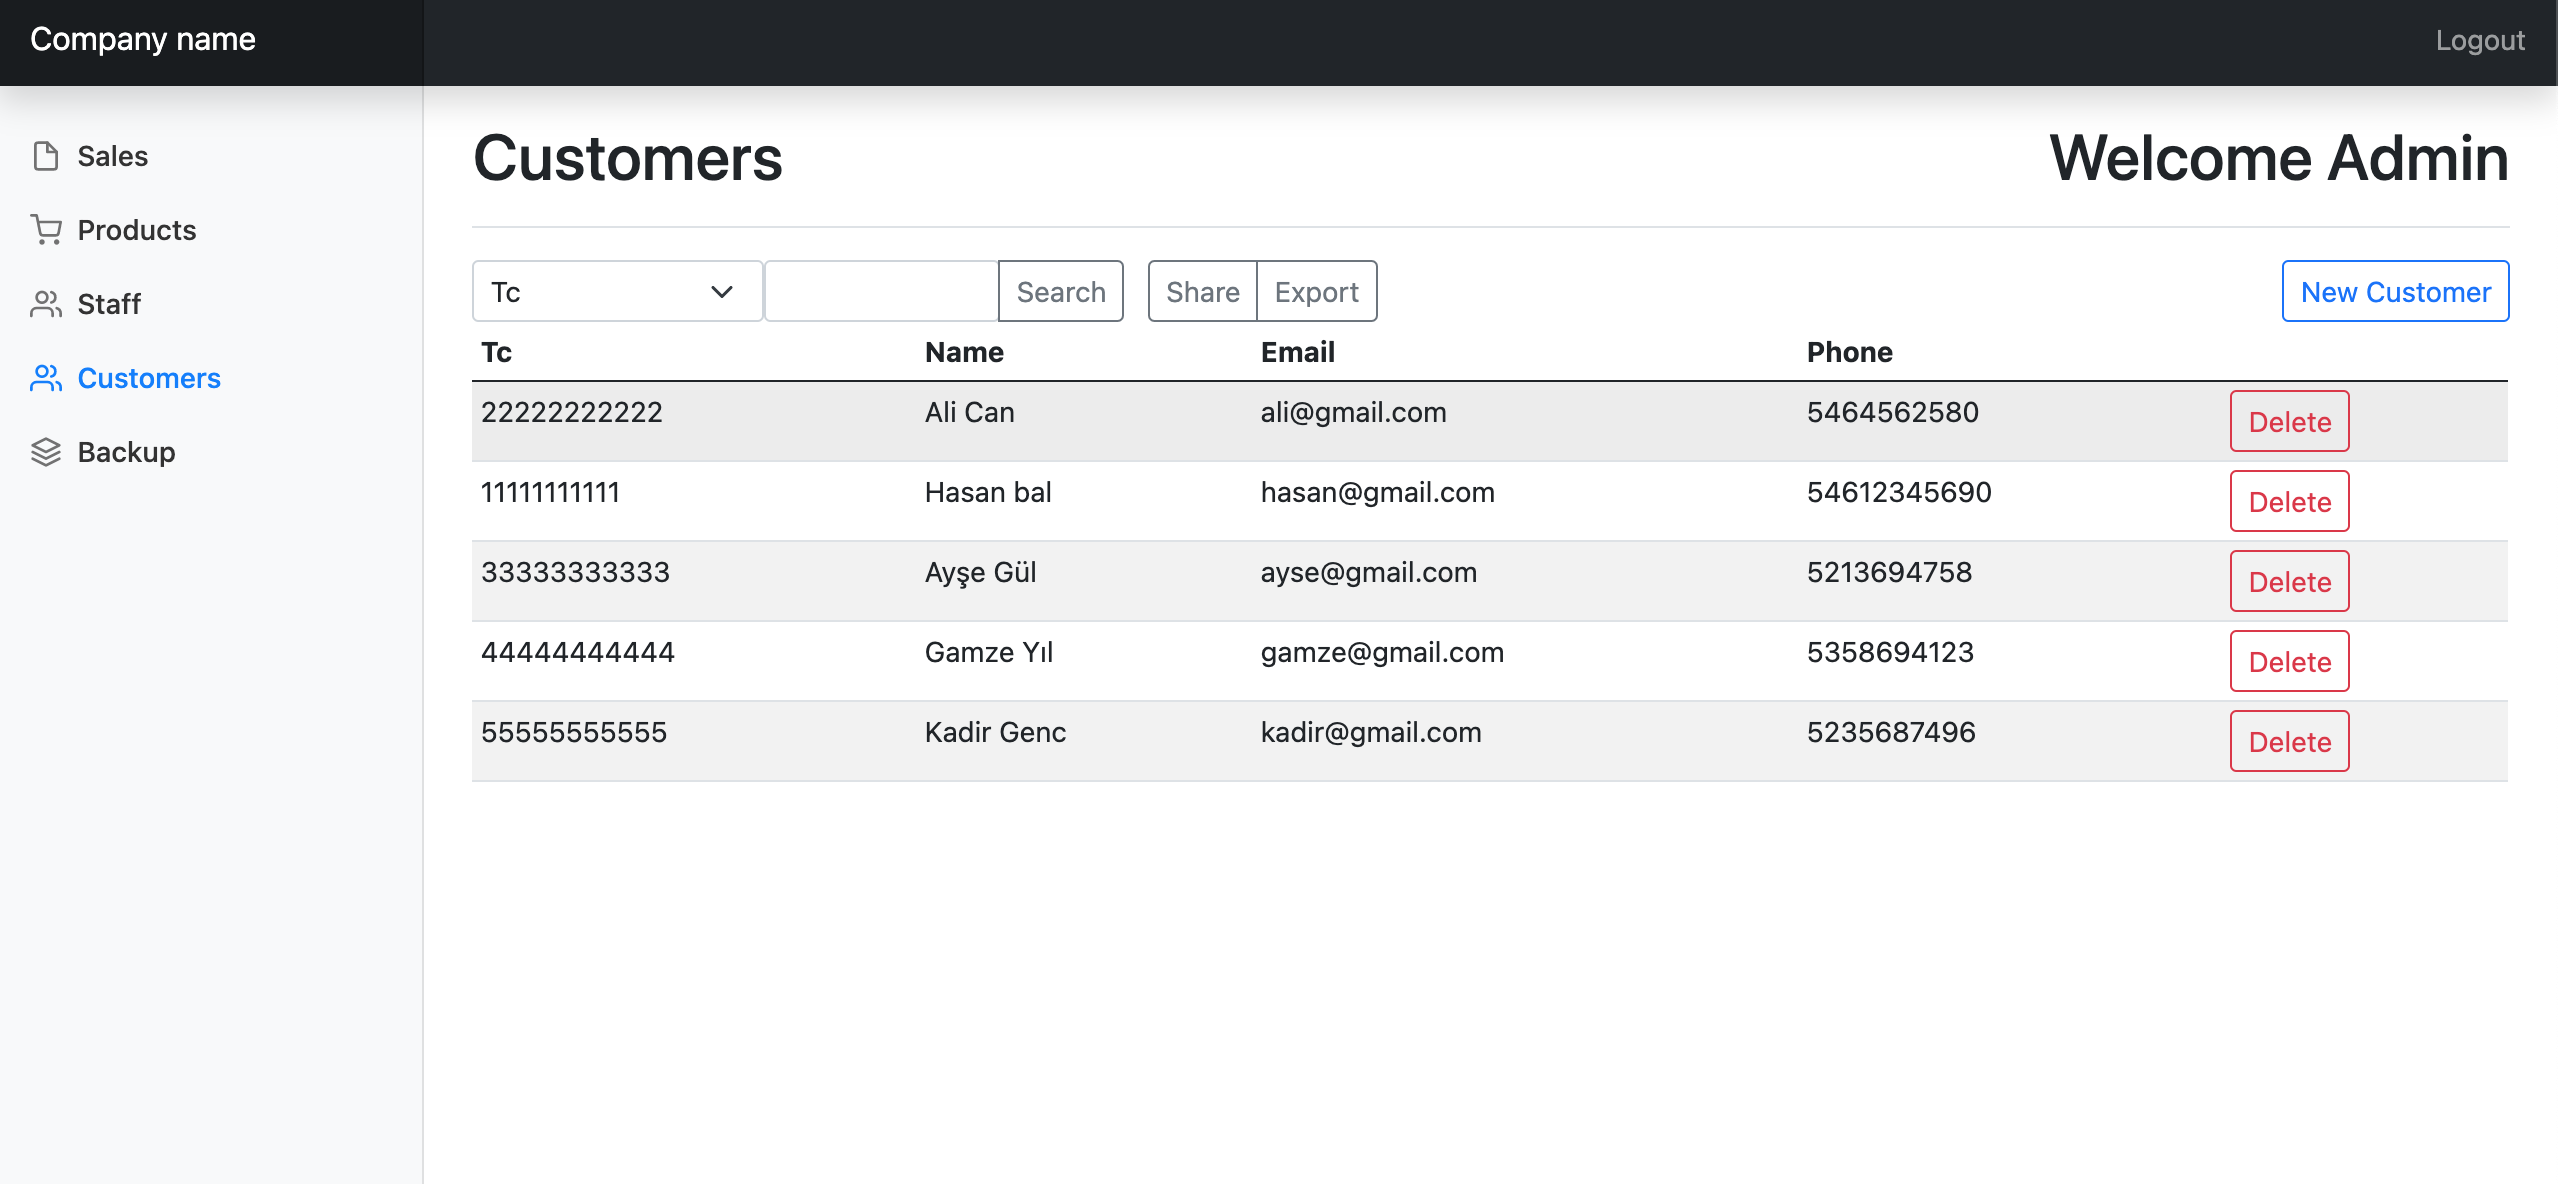 Company name
Logout
Sales
Products
Staff
Customers
Backup
Customers
Welcome Admin
Tc Search Share Export New Customer
Tc Name Email Phone
22222222222 Ali Can ali@gmail.com 5464562580 Delete
11111111111 Hasan bal hasan@gmail.com 54612345690 Delete
33333333333 Ayşe Gül ayse@gmail.com 5213694758 Delete
44444444444 Gamze Yıl gamze@gmail.com 5358694123 Delete
55555555555 Kadir Genc kadir@gmail.com 5235687496 Delete